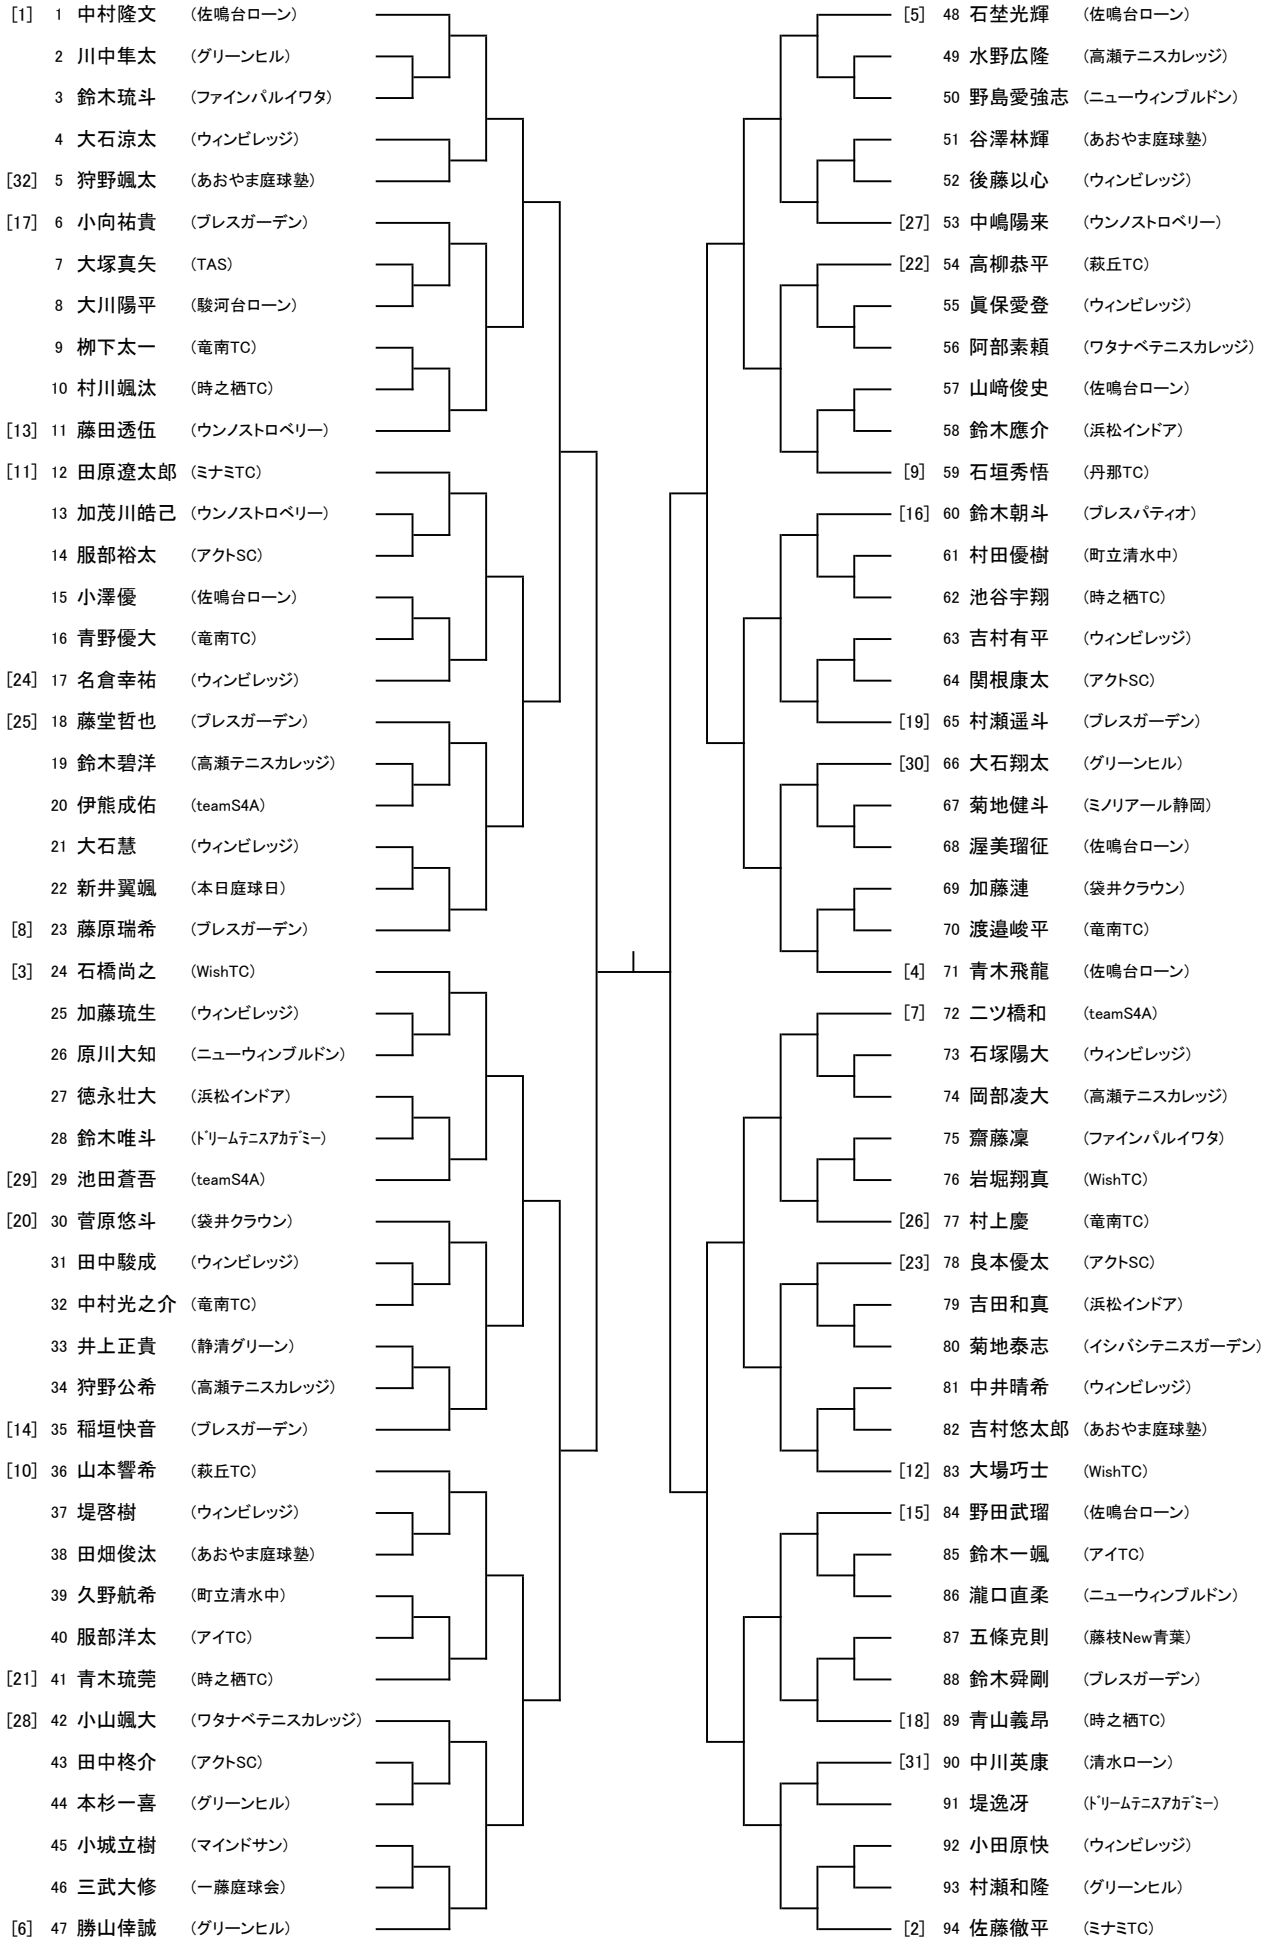 [1] 1 中村隆文 (佐鳴台ローン)
2 川中隼太 (グリーンヒル)
3 鈴木琉斗 (ファインパルイワタ)
4 大石涼太 (ウィンビレッジ)
[32] 5 狩野颯太 (あおやま庭球塾)
[17] 6 小向祐貴 (ブレスガーデン)
7 大塚真矢 (TAS)
8 大川陽平 (駿河台ローン)
9 栁下太一 (竜南TC)
10 村川颯汰 (時之栖TC)
[13] 11 藤田透伍 (ウンノストロベリー)
[11] 12 田原遼太郎 (ミナミTC)
13 加茂川皓己 (ウンノストロベリー)
14 服部裕太 (アクトSC)
15 小澤優 (佐鳴台ローン)
16 青野優大 (竜南TC)
[24] 17 名倉幸祐 (ウィンビレッジ)
[25] 18 藤堂哲也 (ブレスガーデン)
19 鈴木碧洋 (高瀬テニスカレッジ)
20 伊熊成佑 (teamS4A)
21 大石慧 (ウィンビレッジ)
22 新井翼颯 (本日庭球日)
[8] 23 藤原瑞希 (ブレスガーデン)
[3] 24 石橋尚之 (WishTC)
25 加藤琉生 (ウィンビレッジ)
26 原川大知 (ニューウィンブルドン)
27 徳永壮大 (浜松インドア)
28 鈴木唯斗 (ﾄﾞﾘｰﾑﾃﾆｽｱｶﾃﾞﾐｰ)
[29] 29 池田蒼吾 (teamS4A)
[20] 30 菅原悠斗 (袋井クラウン)
31 田中駿成 (ウィンビレッジ)
32 中村光之介 (竜南TC)
33 井上正貴 (静清グリーン)
34 狩野公希 (高瀬テニスカレッジ)
[14] 35 稲垣快音 (ブレスガーデン)
[10] 36 山本響希 (萩丘TC)
37 堤啓樹 (ウィンビレッジ)
38 田畑俊汰 (あおやま庭球塾)
39 久野航希 (町立清水中)
40 服部洋太 (アイTC)
[21] 41 青木琉莞 (時之栖TC)
[28] 42 小山颯大 (ワタナベテニスカレッジ)
43 田中柊介 (アクトSC)
44 本杉一喜 (グリーンヒル)
45 小城立樹 (マインドサン)
46 三武大修 (一藤庭球会)
[6] 47 勝山倖誠 (グリーンヒル)
[5] 48 石埜光輝 (佐鳴台ローン)
49 水野広隆 (高瀬テニスカレッジ)
50 野島愛強志 (ニューウィンブルドン)
51 谷澤林輝 (あおやま庭球塾)
52 後藤以心 (ウィンビレッジ)
[27] 53 中嶋陽来 (ウンノストロベリー)
[22] 54 高柳恭平 (萩丘TC)
55 眞保愛登 (ウィンビレッジ)
56 阿部素頼 (ワタナベテニスカレッジ)
57 山﨑俊史 (佐鳴台ローン)
58 鈴木應介 (浜松インドア)
[9] 59 石垣秀悟 (丹那TC)
[16] 60 鈴木朝斗 (ブレスパティオ)
61 村田優樹 (町立清水中)
62 池谷宇翔 (時之栖TC)
63 吉村有平 (ウィンビレッジ)
64 関根康太 (アクトSC)
[19] 65 村瀬遥斗 (ブレスガーデン)
[30] 66 大石翔太 (グリーンヒル)
67 菊地健斗 (ミノリアール静岡)
68 渥美瑠征 (佐鳴台ローン)
69 加藤漣 (袋井クラウン)
70 渡邉峻平 (竜南TC)
[4] 71 青木飛龍 (佐鳴台ローン)
[7] 72 二ツ橋和 (teamS4A)
73 石塚陽大 (ウィンビレッジ)
74 岡部凌大 (高瀬テニスカレッジ)
75 齋藤凜 (ファインパルイワタ)
76 岩堀翔真 (WishTC)
[26] 77 村上慶 (竜南TC)
[23] 78 良本優太 (アクトSC)
79 吉田和真 (浜松インドア)
80 菊地泰志 (イシバシテニスガーデン)
81 中井晴希 (ウィンビレッジ)
82 吉村悠太郎 (あおやま庭球塾)
[12] 83 大場巧士 (WishTC)
[15] 84 野田武瑠 (佐鳴台ローン)
85 鈴木一颯 (アイTC)
86 瀧口直柔 (ニューウィンブルドン)
87 五條克則 (藤枝New青葉)
88 鈴木舜剛 (ブレスガーデン)
[18] 89 青山義昂 (時之栖TC)
[31] 90 中川英康 (清水ローン)
91 堤逸冴 (ﾄﾞﾘｰﾑﾃﾆｽｱｶﾃﾞﾐｰ)
92 小田原快 (ウィンビレッジ)
93 村瀬和隆 (グリーンヒル)
[2] 94 佐藤徹平 (ミナミTC)